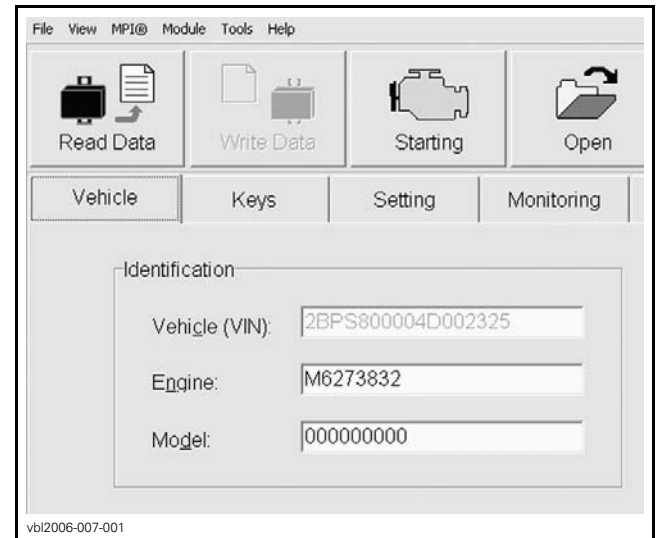 File View MPI® Module Tools Help
Read Data Write Data Starting Open
Vehicle Keys Setting Monitoring
Identification
Vehicle (VIN): 2BPS800004D002325
Engine: M6273832
Model: 000000000
vbl2006-007-001